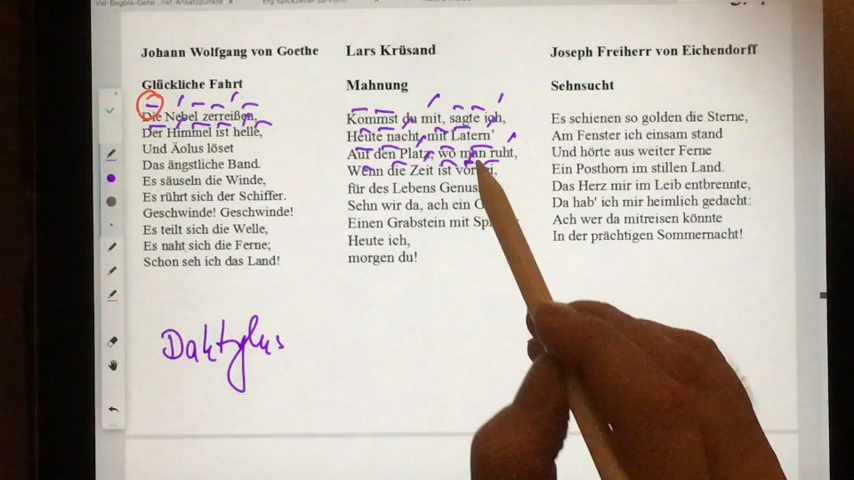 Johann Wolfgang von Goethe
Glückliche Fahrt
Die Nebel zerreißen,
Der Himmel ist helle,
Und Äolus löset
Das ängstliche Band.
Es säuseln die Winde,
Es rührt sich der Schiffer.
Geschwinde! Geschwinde!
Es teilt sich die Welle,
Es naht sich die Ferne;
Schon seh ich das Land!
Daktylus
Lars Krüsand
Mahnung
Kommst du mit, sagte ich,
Heute nacht, mit Latern'
Auf den Platz, wo man ruht,
Wenn die Zeit ist
für des Lebens
Sehn wir da, ach ein
Einen Grabstein mit
Heute ich,
morgen du!
Joseph Freiherr von Eichendorff
Sehnsucht
Es schienen so golden die Sterne,
Am Fenster ich einsam stand
Und hörte aus weiter Ferne
Ein Posthorn im stillen Land.
Das Herz mir im Leib entbrennte,
Da hab' ich mir heimlich gedacht:
Ach wer da mitreisen könnte
In der prächtigen Sommernacht!